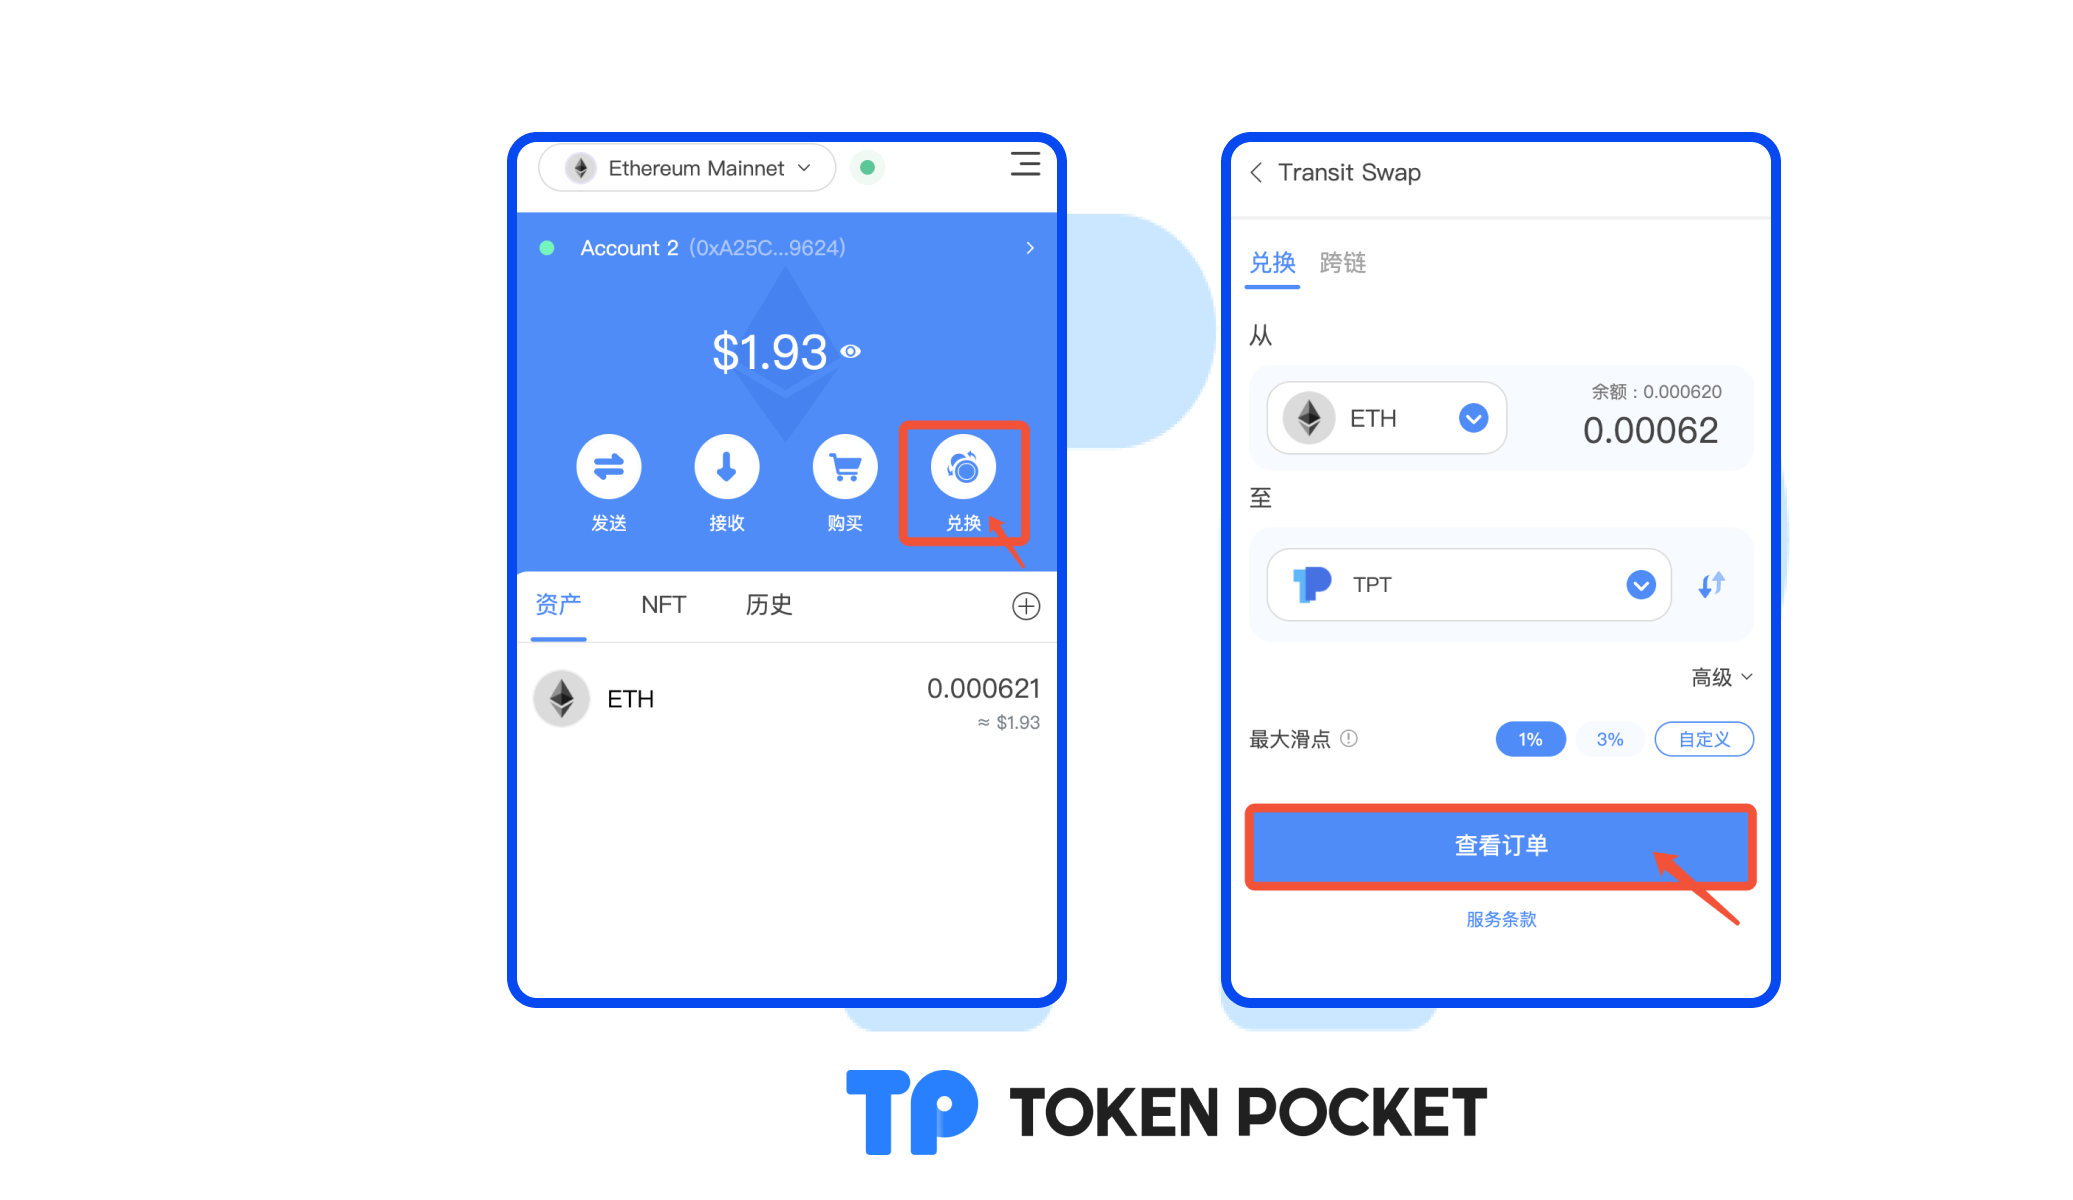 Ethereum Mainnet
Account 2 (0xA25C...9624)
$1.93
发送 接收 购买 兑换
资产 NFT 历史
ETH 0.000621
≈ $1.93
Transit Swap
兑换 跨链
从
余额：0.000620
ETH 0.00062
至
TPT
高级
最大滑点 1% 3% 自定义
查看订单
服务条款
TP TOKEN POCKET